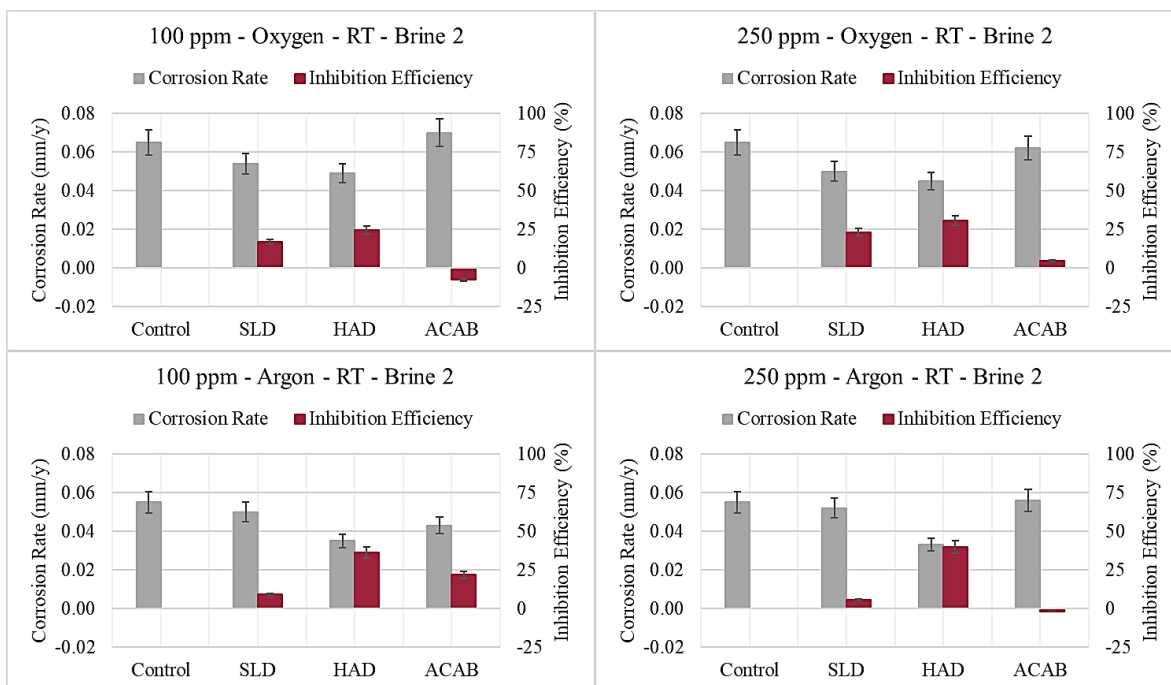 100 ppm - Oxygen - RT - Brine 2
Corrosion Rate Inhibition Efficiency
Corrosion Rate (mm/y)
0.08
0.06
0.04
0.02
0.00
-0.02
100
75
50
25
0
-25
Inhibition Efficiency (%)
Control SLD HAD ACAB
250 ppm - Oxygen - RT - Brine 2
Corrosion Rate Inhibition Efficiency
Corrosion Rate (mm/y)
0.08
0.06
0.04
0.02
0.00
-0.02
100
75
50
25
0
-25
Inhibition Efficiency (%)
Control SLD HAD ACAB
100 ppm - Argon - RT - Brine 2
Corrosion Rate Inhibition Efficiency
Corrosion Rate (mm/y)
0.08
0.06
0.04
0.02
0.00
-0.02
100
75
50
25
0
-25
Inhibition Efficiency (%)
Control SLD HAD ACAB
250 ppm - Argon - RT - Brine 2
Corrosion Rate Inhibition Efficiency
Corrosion Rate (mm/y)
0.08
0.06
0.04
0.02
0.00
-0.02
100
75
50
25
0
-25
Inhibition Efficiency (%)
Control SLD HAD ACAB